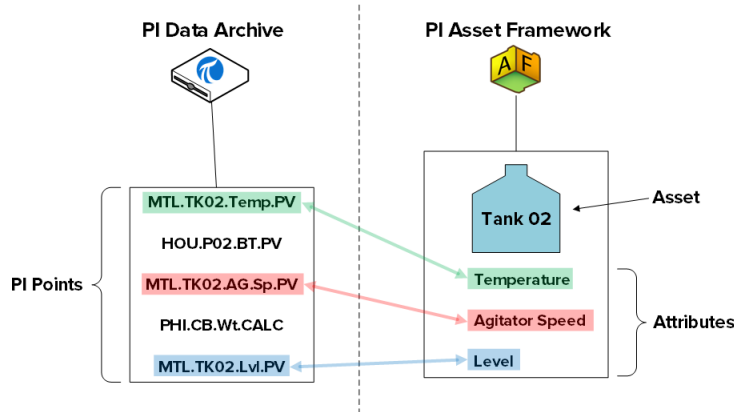 PI Data Archive
PI Points
MTL.TK02.Temp.PV
HOU.P02.BT.PV
MTL.TK02.AG.Sp.PV
PHI.CB.Wt.CALC
MTL.TK02.Lvl.PV
PI Asset Framework
A F
Tank 02
Asset
Temperature
Agitator Speed
Level
Attributes